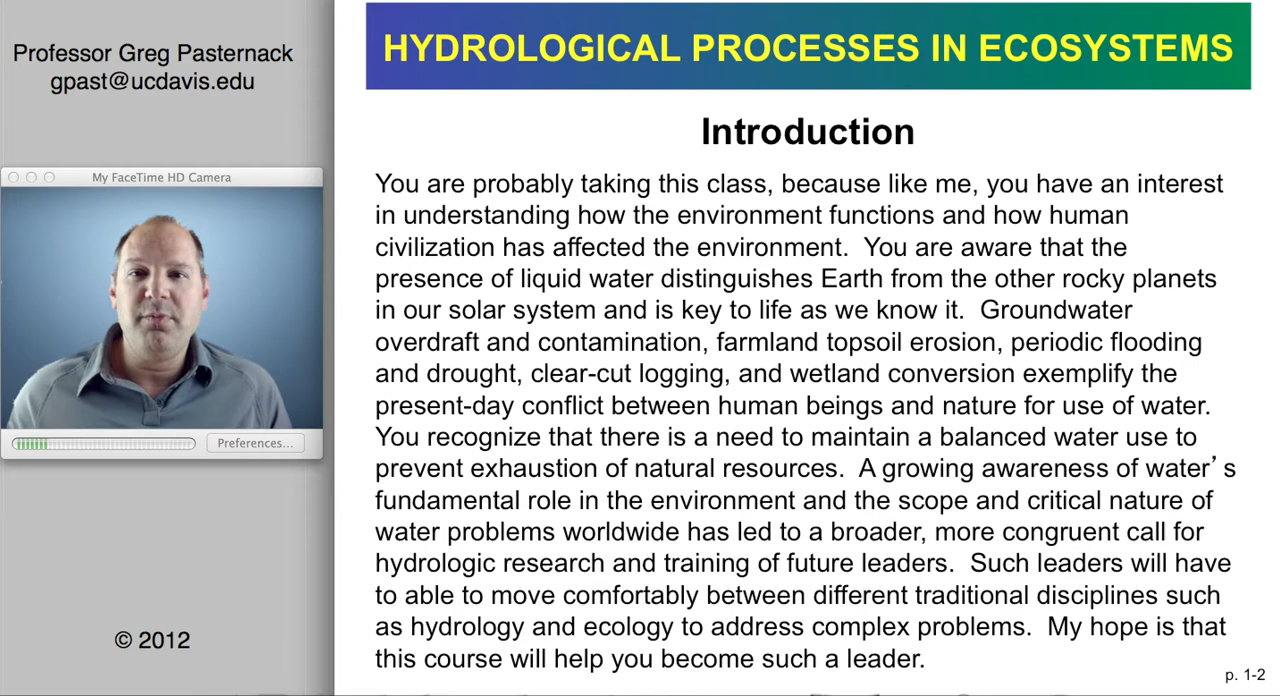 Professor Greg Pasternack
gpast@ucdavis.edu
My FaceTime HD Camera
Preferences...
© 2012
HYDROLOGICAL PROCESSES IN ECOSYSTEMS
Introduction
You are probably taking this class, because like me, you have an interest
in understanding how the environment functions and how human
civilization has affected the environment.  You are aware that the
presence of liquid water distinguishes Earth from the other rocky planets
in our solar system and is key to life as we know it.  Groundwater
overdraft and contamination, farmland topsoil erosion, periodic flooding
and drought, clear-cut logging, and wetland conversion exemplify the
present-day conflict between human beings and nature for use of water.
You recognize that there is a need to maintain a balanced water use to
prevent exhaustion of natural resources.  A growing awareness of water’s
fundamental role in the environment and the scope and critical nature of
water problems worldwide has led to a broader, more congruent call for
hydrologic research and training of future leaders.  Such leaders will have
to able to move comfortably between different traditional disciplines such
as hydrology and ecology to address complex problems.  My hope is that
this course will help you become such a leader.
p. 1-2